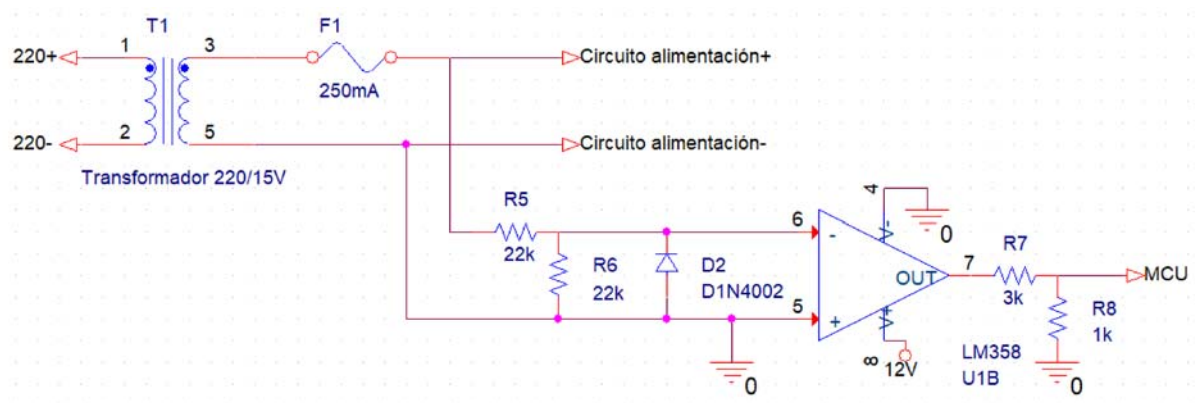 T1
F1
220+
1
3
Circuito alimentación+
250mA
220-
2
5
Circuito alimentación-
Transformador 220/15V
R5
22k
R6
22k
D2
D1N4002
6
-
5
+
4
V-
0
OUT
7
V+
8
12V
LM358
U1B
R7
3k
MCU
R8
1k
0
0